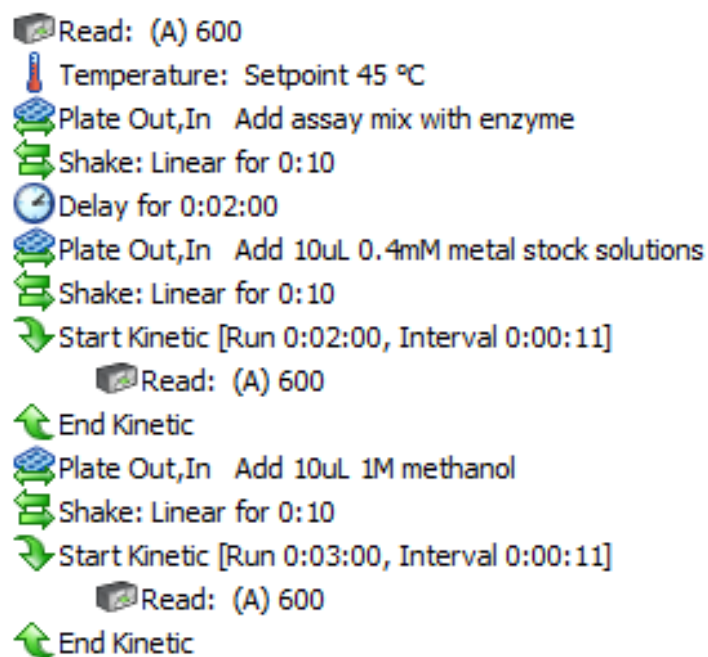 Read: (A) 600
Temperature: Setpoint 45 ºC
Plate Out,In Add assay mix with enzyme
Shake: Linear for 0:10
Delay for 0:02:00
Plate Out,In Add 10uL 0.4mM metal stock solutions
Shake: Linear for 0:10
Start Kinetic [Run 0:02:00, Interval 0:00:11]
Read: (A) 600
End Kinetic
Plate Out,In Add 10uL 1M methanol
Shake: Linear for 0:10
Start Kinetic [Run 0:03:00, Interval 0:00:11]
Read: (A) 600
End Kinetic